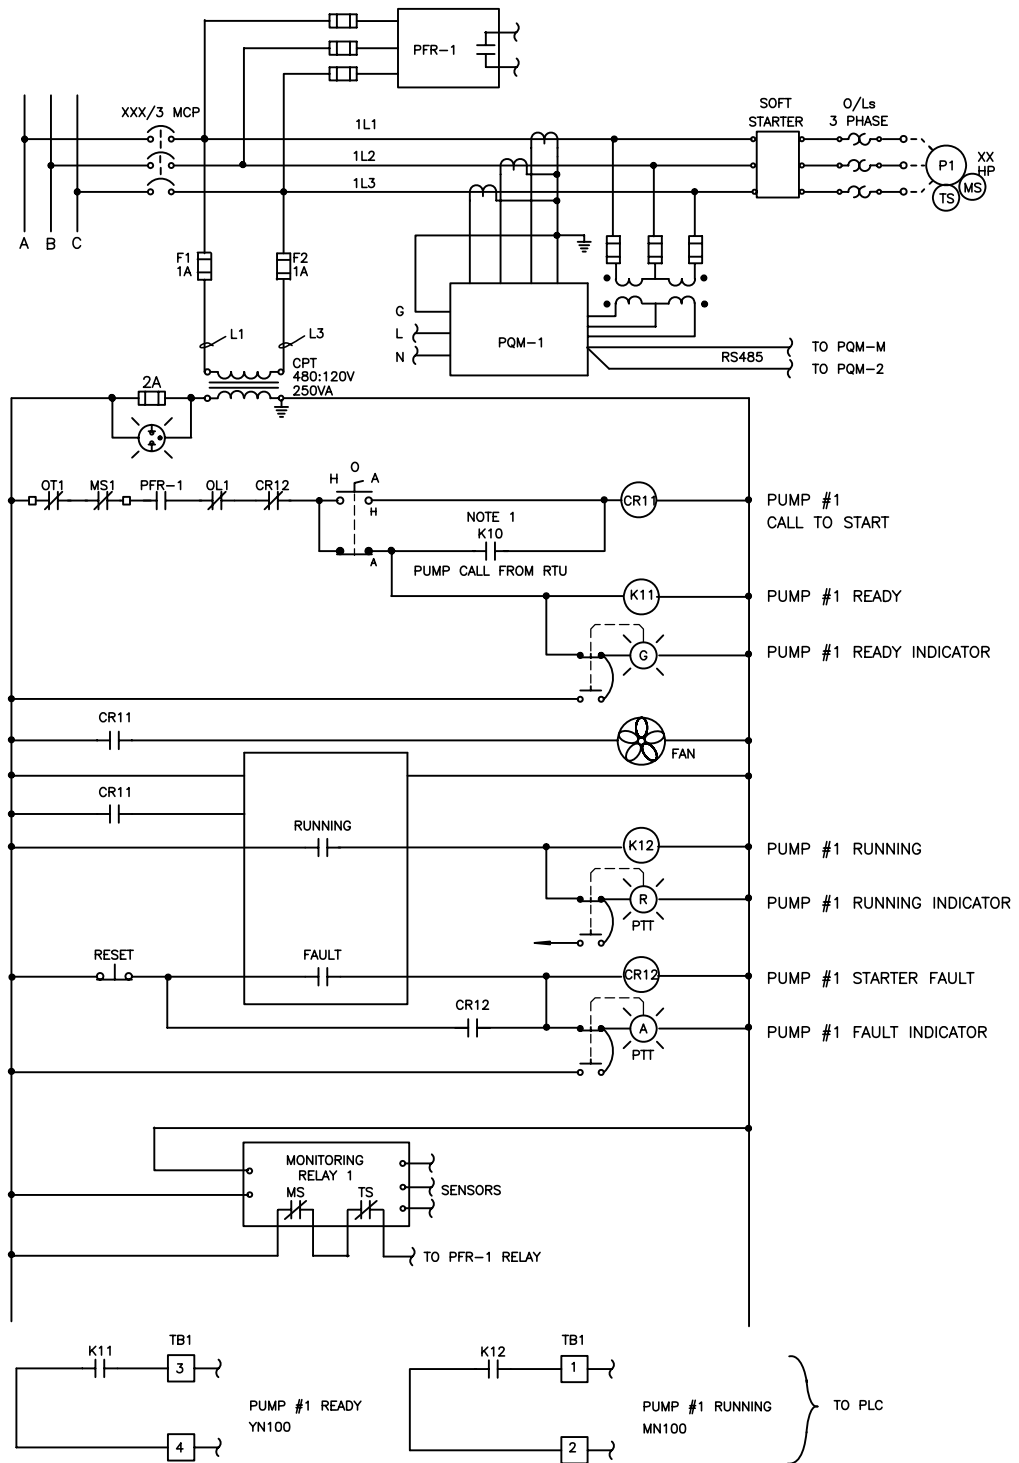 PFR-1
XXX/3 MCP
1L1
1L2
1L3
SOFT
STARTER
O/Ls
3 PHASE
P1
XX
HP
MS
TS
A
B
C
F1
1A
F2
1A
L1
L3
G
L
N
PQM-1
RS485
TO PQM-M
TO PQM-2
CPT
480:120V
250VA
2A
OT1
MS1
PFR-1
OL1
CR12
H
O
A
H
A
NOTE 1
K10
PUMP CALL FROM RTU
CR11
PUMP #1
CALL TO START
K11
PUMP #1 READY
G
PUMP #1 READY INDICATOR
CR11
FAN
CR11
RUNNING
K12
PUMP #1 RUNNING
R
PTT
PUMP #1 RUNNING INDICATOR
RESET
FAULT
CR12
PUMP #1 STARTER FAULT
CR12
A
PTT
PUMP #1 FAULT INDICATOR
MONITORING
RELAY 1
MS
TS
SENSORS
TO PFR-1 RELAY
K11
TB1
3
PUMP #1 READY
YN100
4
K12
TB1
1
PUMP #1 RUNNING
MN100
2
TO PLC